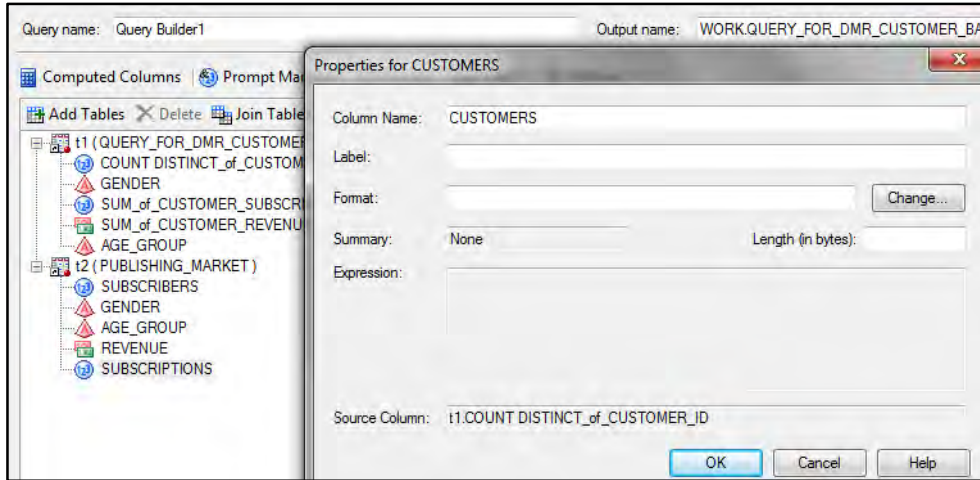 Query name: Query Builder1 Output name: WORK.QUERY_FOR_DMR_CUSTOMER_BA
Computed Columns Prompt Ma
Properties for CUSTOMERS
Add Tables Delete Join Table
Column Name: CUSTOMERS
t1 (QUERY_FOR_DMR_CUSTOMER
Label:
COUNT DISTINCT_of_CUSTOM
GENDER
Format: Change...
SUM_of_CUSTOMER_SUBSCRI
SUM_of_CUSTOMER_REVENU
Summary: None Length (in bytes):
AGE_GROUP
t2 (PUBLISHING_MARKET)
Expression:
SUBSCRIBERS
GENDER
AGE_GROUP
REVENUE
SUBSCRIPTIONS
Source Column: t1.COUNT DISTINCT_of_CUSTOMER_ID
OK Cancel Help